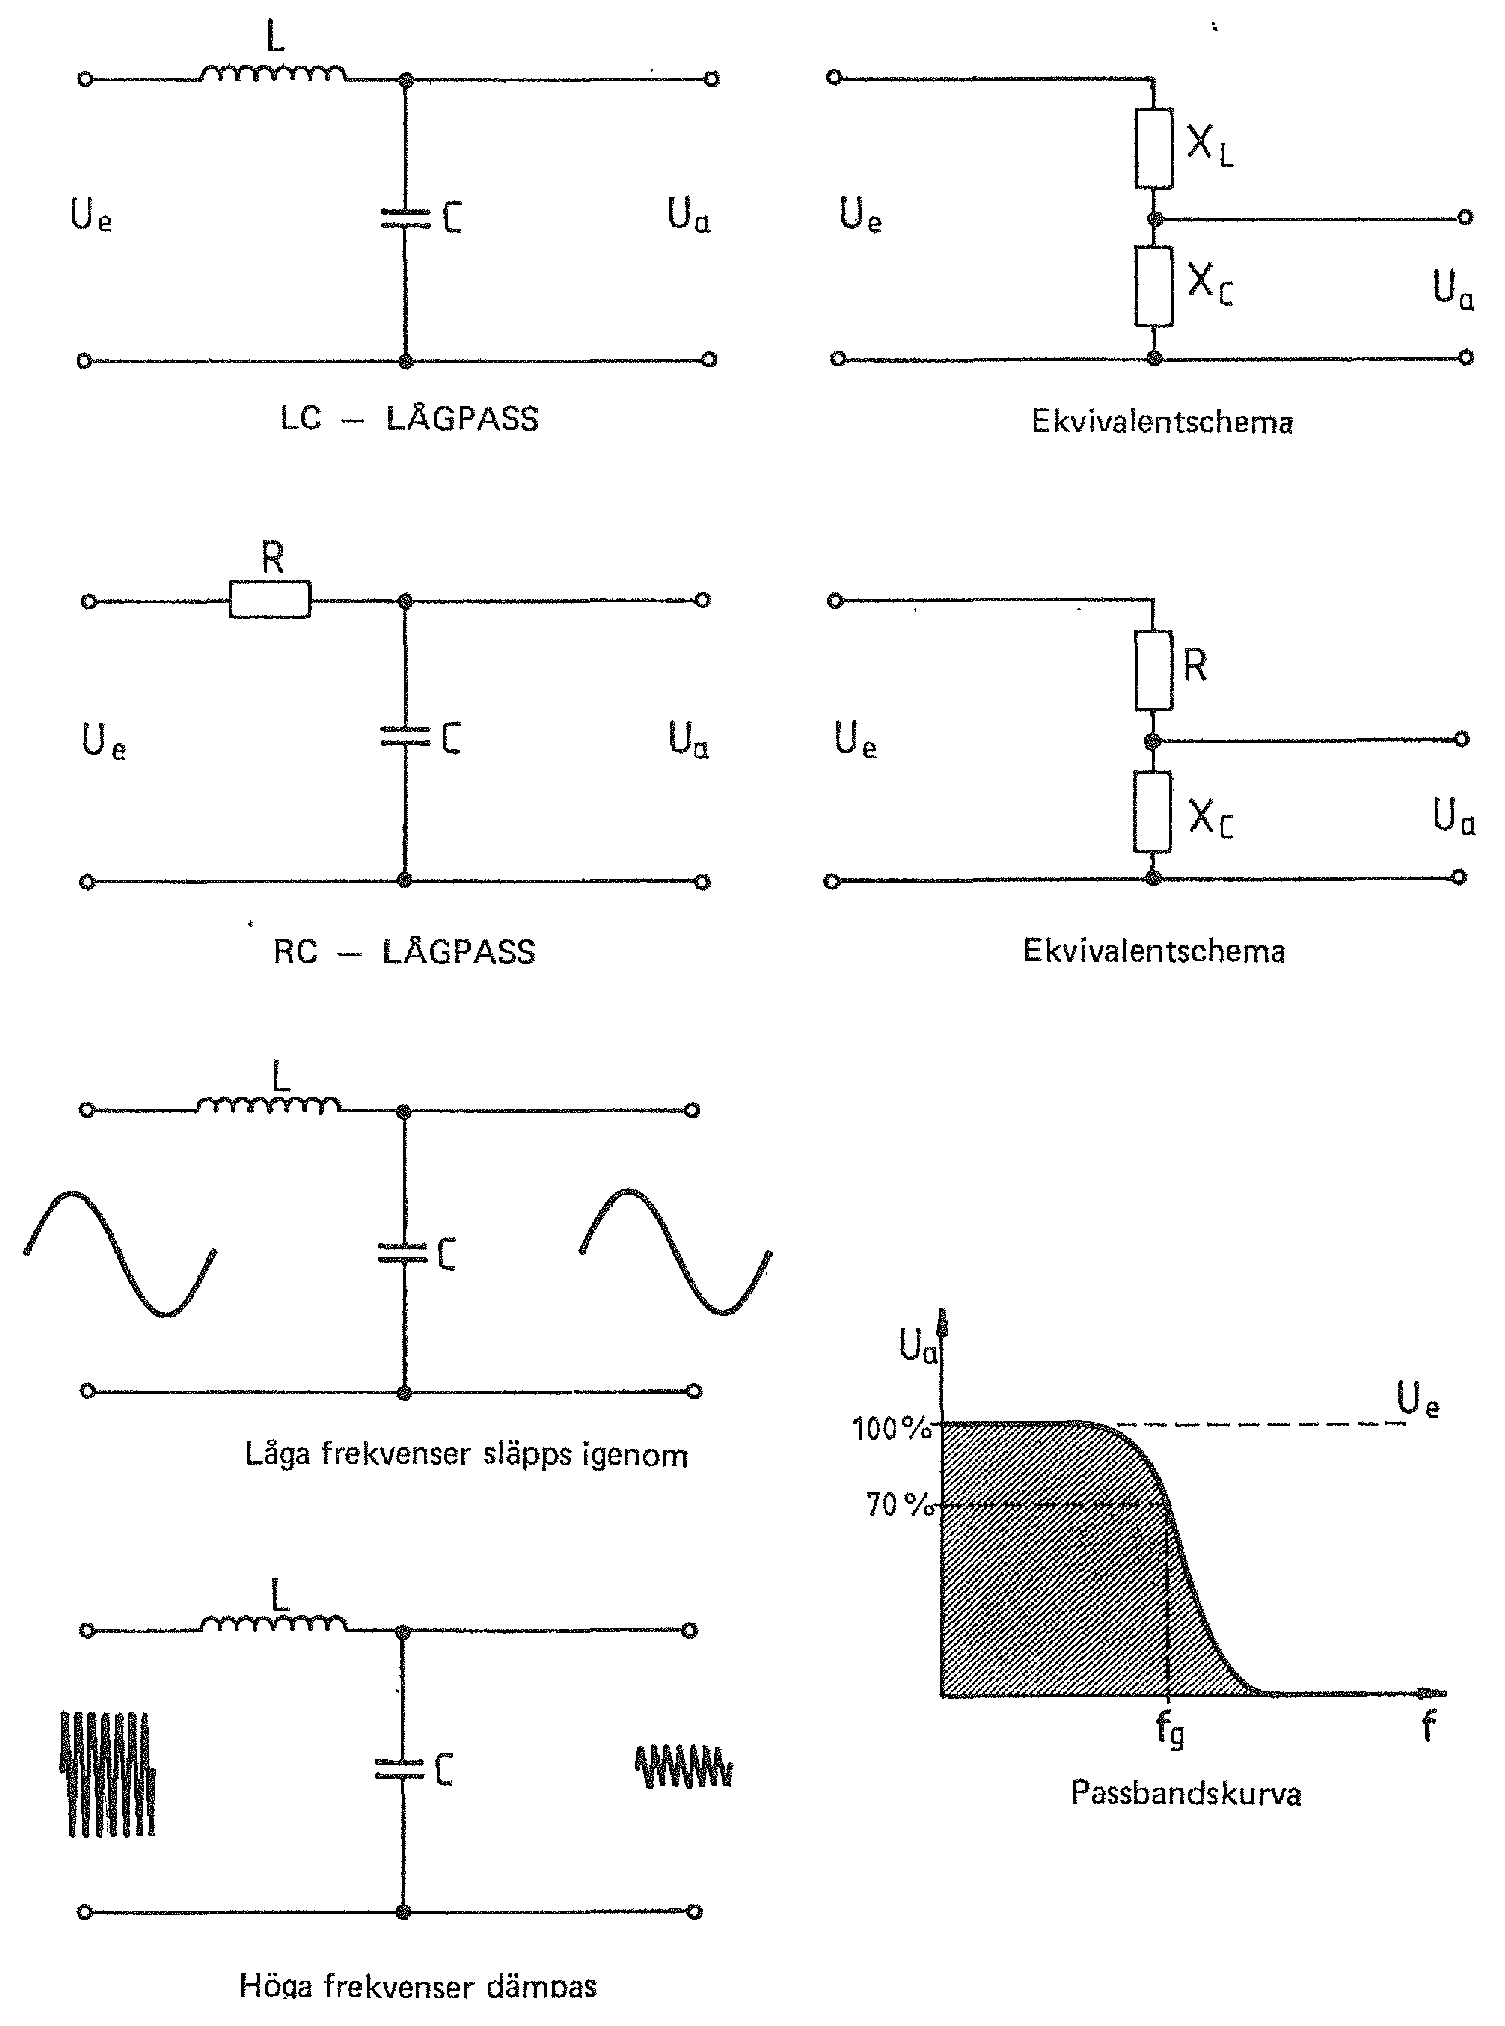 L
U_e
C
U_a
LC – LÅGPASS
X_L
U_e
X_C
U_a
Ekvivalentschema
R
U_e
C
U_a
RC – LÅGPASS
R
U_e
X_C
U_a
Ekvivalentschema
L
C
Låga frekvenser släpps igenom
L
C
Höga frekvenser dämpas
U_a
U_e
100%
70%
f_g
f
Passbandskurva